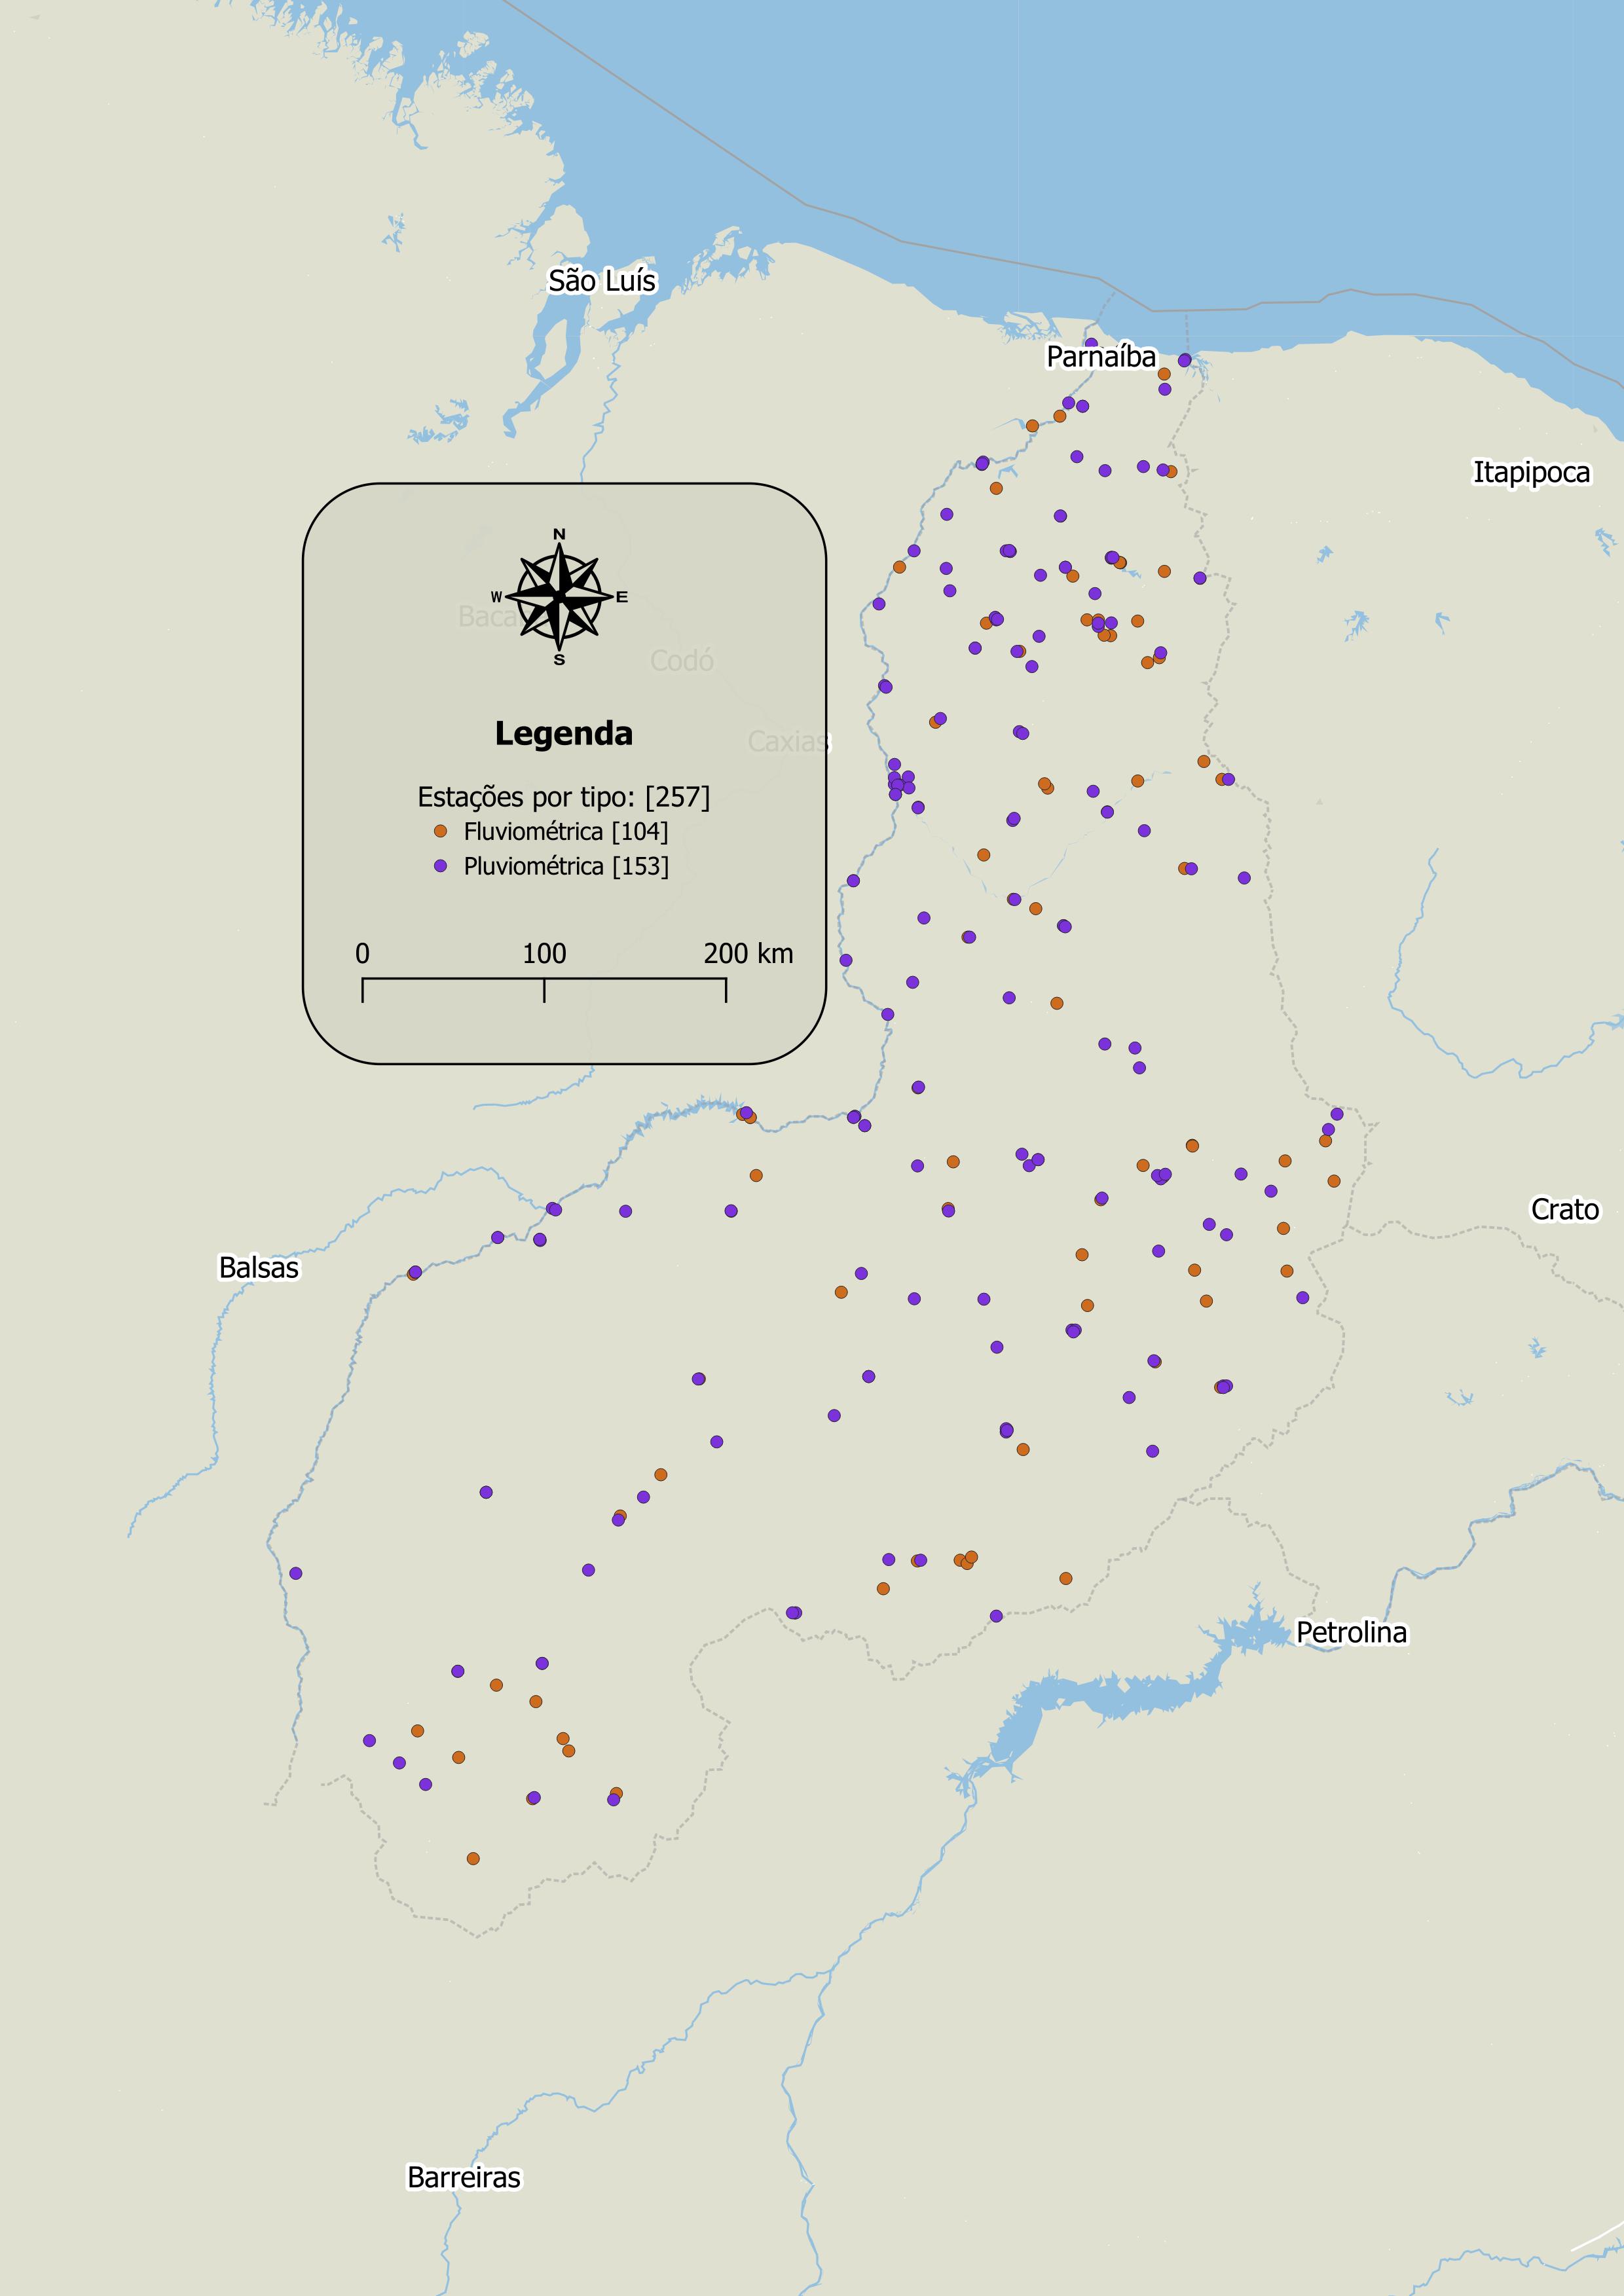 São Luís
Parnaíba
Itapipoca
N
W E
S
Codó
Caxias
Legenda
Estações por tipo: [257]
Fluviométrica [104]
Pluviométrica [153]
0 100 200 km
Crato
Balsas
Petrolina
Barreiras